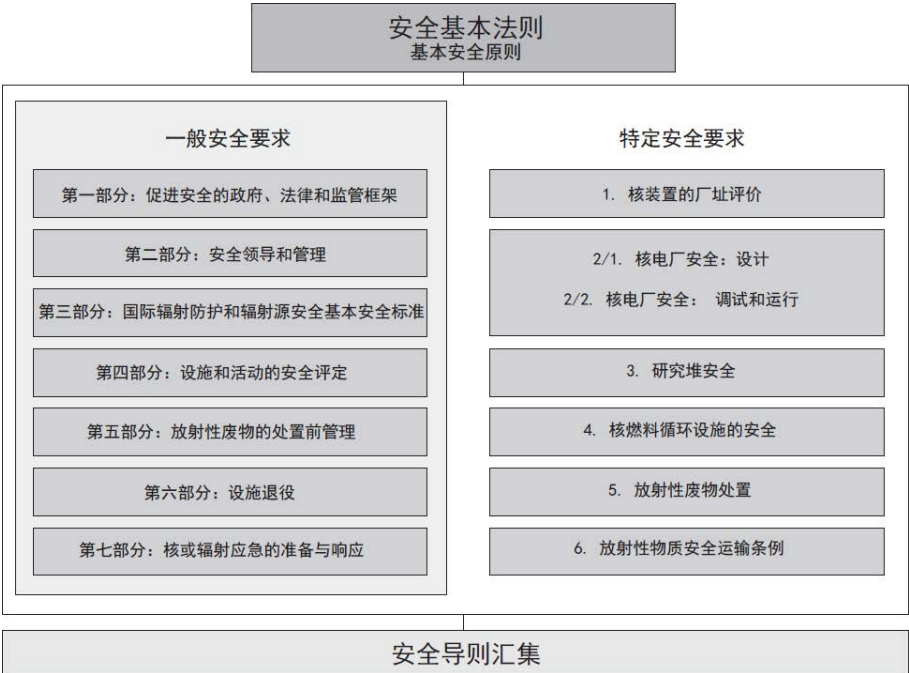 安全基本法则
基本安全原则
一般安全要求
第一部分：促进安全的政府、法律和监管框架
第二部分：安全领导和管理
第三部分：国际辐射防护和辐射源安全基本安全标准
第四部分：设施和活动的安全评定
第五部分：放射性废物的处置前管理
第六部分：设施退役
第七部分：核或辐射应急的准备与响应
特定安全要求
1. 核装置的厂址评价
2/1. 核电厂安全：设计
2/2. 核电厂安全： 调试和运行
3. 研究堆安全
4. 核燃料循环设施的安全
5. 放射性废物处置
6. 放射性物质安全运输条例
安全导则汇集